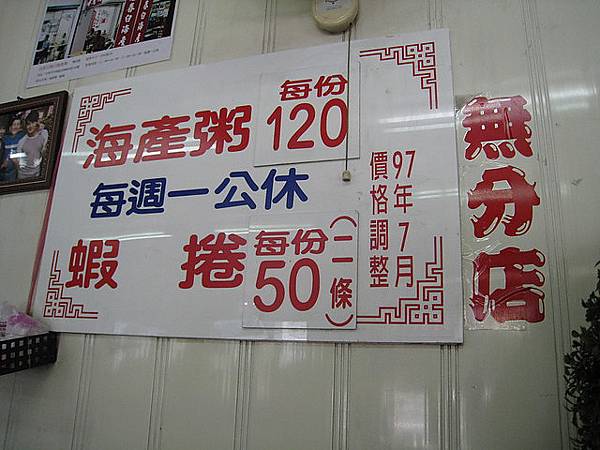 海產粥
每份
120
每週一公休
蝦捲
每份
50
(二條)
97年7月
價格調整
無分店